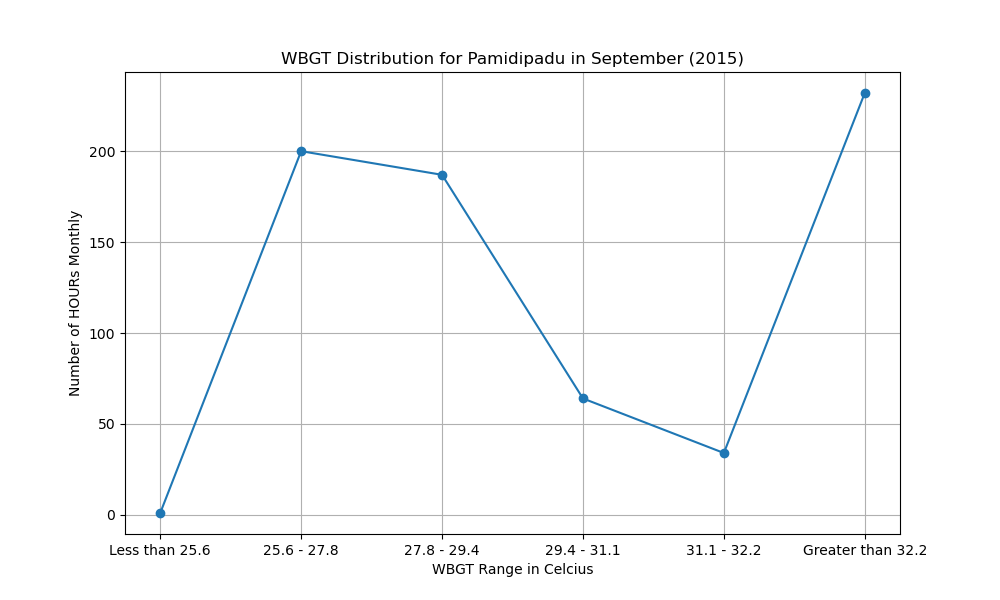 WBGT Distribution for Pamidipadu in September (2015)
Number of HOURs Monthly
200
150
100
50
0
Less than 25.6
25.6 - 27.8
27.8 - 29.4
29.4 - 31.1
31.1 - 32.2
Greater than 32.2
WBGT Range in Celcius